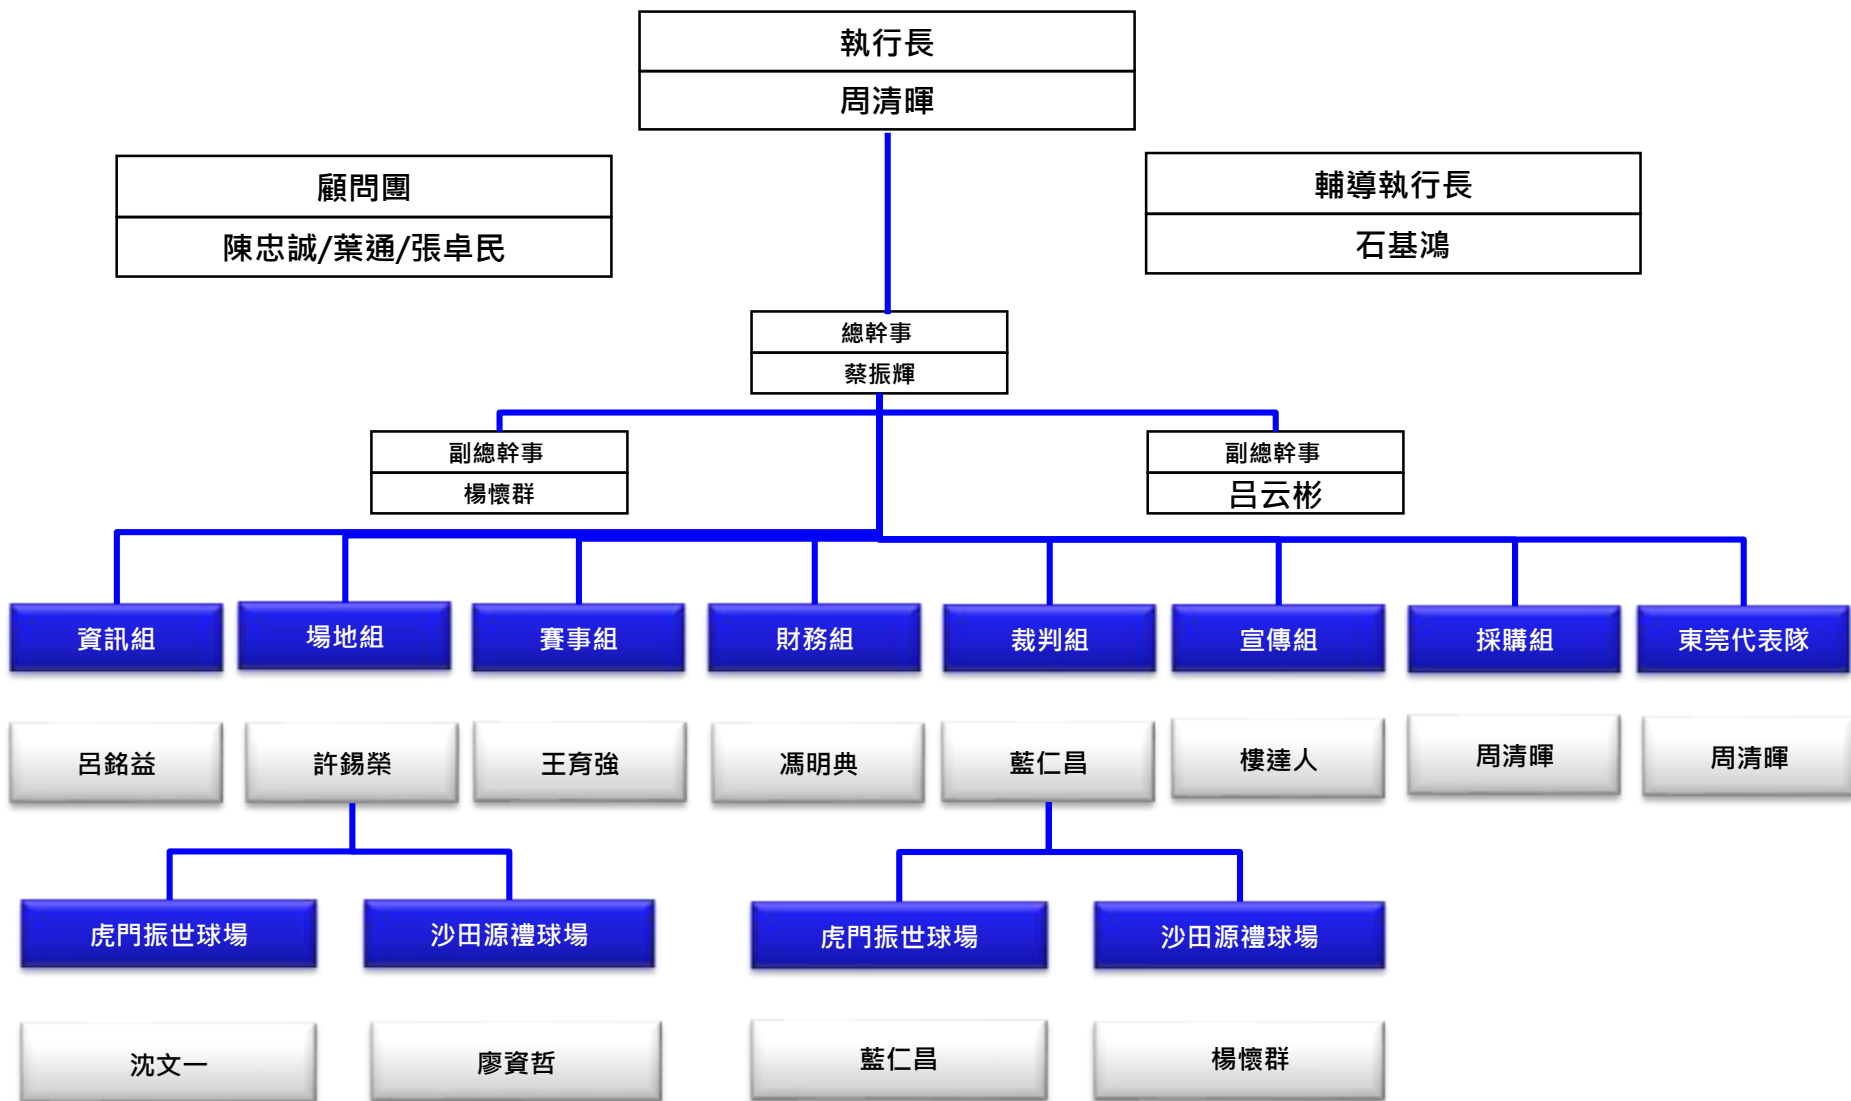 執行長
周清暉
顧問團
陳忠誠/葉通/張卓民
輔導執行長
石基鴻
總幹事
蔡振輝
副總幹事
楊懷群
副總幹事
吕云彬
資訊組
場地組
賽事組
財務組
裁判組
宣傳組
採購組
東莞代表隊
呂銘益
許錫榮
王育強
馮明典
藍仁昌
樓達人
周清暉
周清暉
虎門振世球場
沙田源禮球場
虎門振世球場
沙田源禮球場
沈文一
廖資哲
藍仁昌
楊懷群